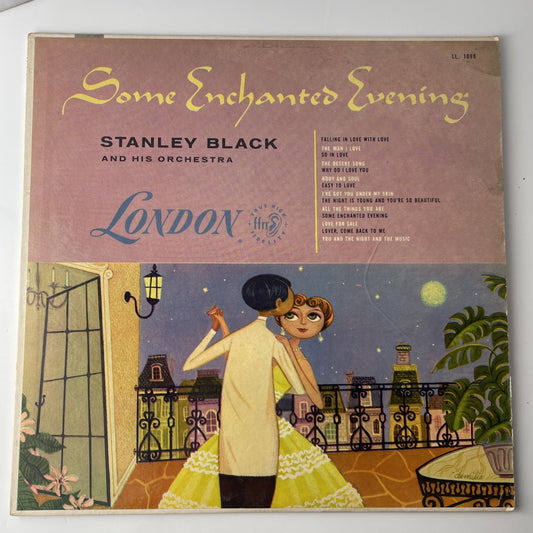 LL. 1098
Some Enchanted Evening
STANLEY BLACK
AND HIS ORCHESTRA
LONDON
FULL FREQUENCY
ffrr
FALLING IN LOVE WITH LOVE
THE MAN I LOVE
SO IN LOVE
THE DESERT SONG
WHY DO I LOVE YOU
BODY AND SOUL
EASY TO LOVE
I'VE GOT YOU UNDER MY SKIN
THE NIGHT IS YOUNG AND YOU'RE SO BEAUTIFUL
ALL THE THINGS YOU ARE
SOME ENCHANTED EVENING
LOVE FOR SALE
LOVER, COME BACK TO ME
YOU AND THE NIGHT AND THE MUSIC